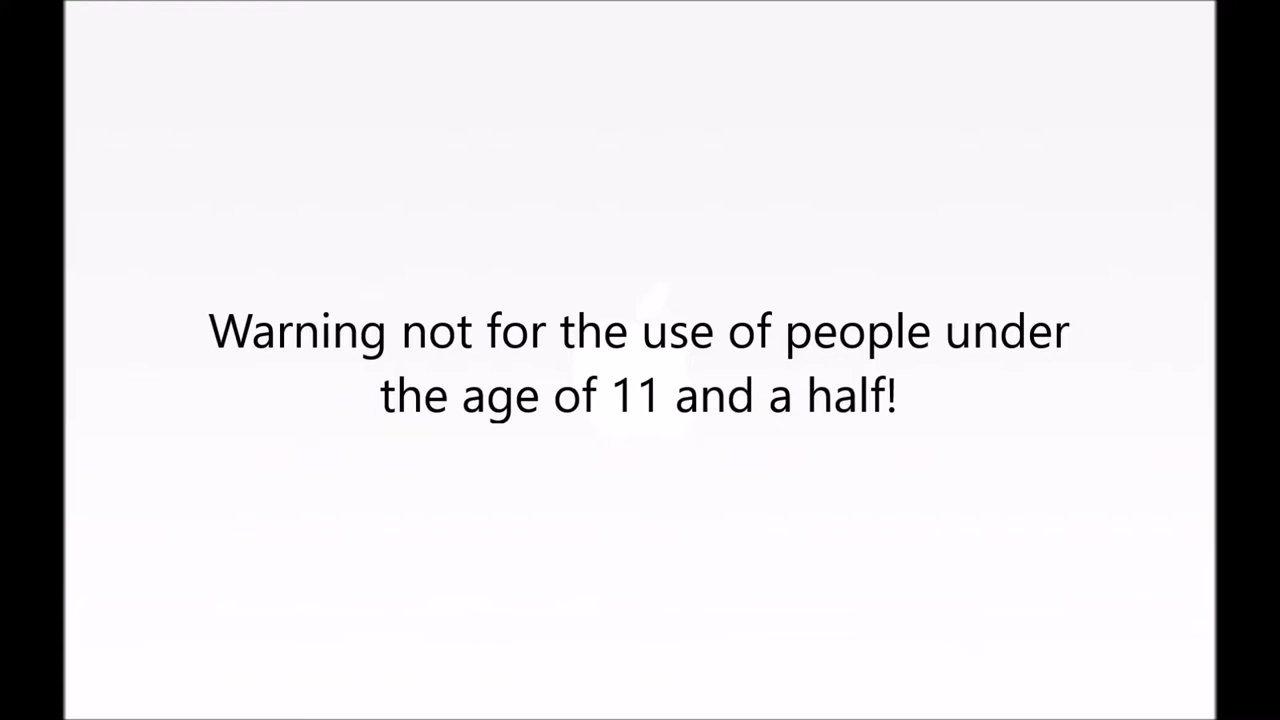 Warning not for the use of people under
the age of 11 and a half!